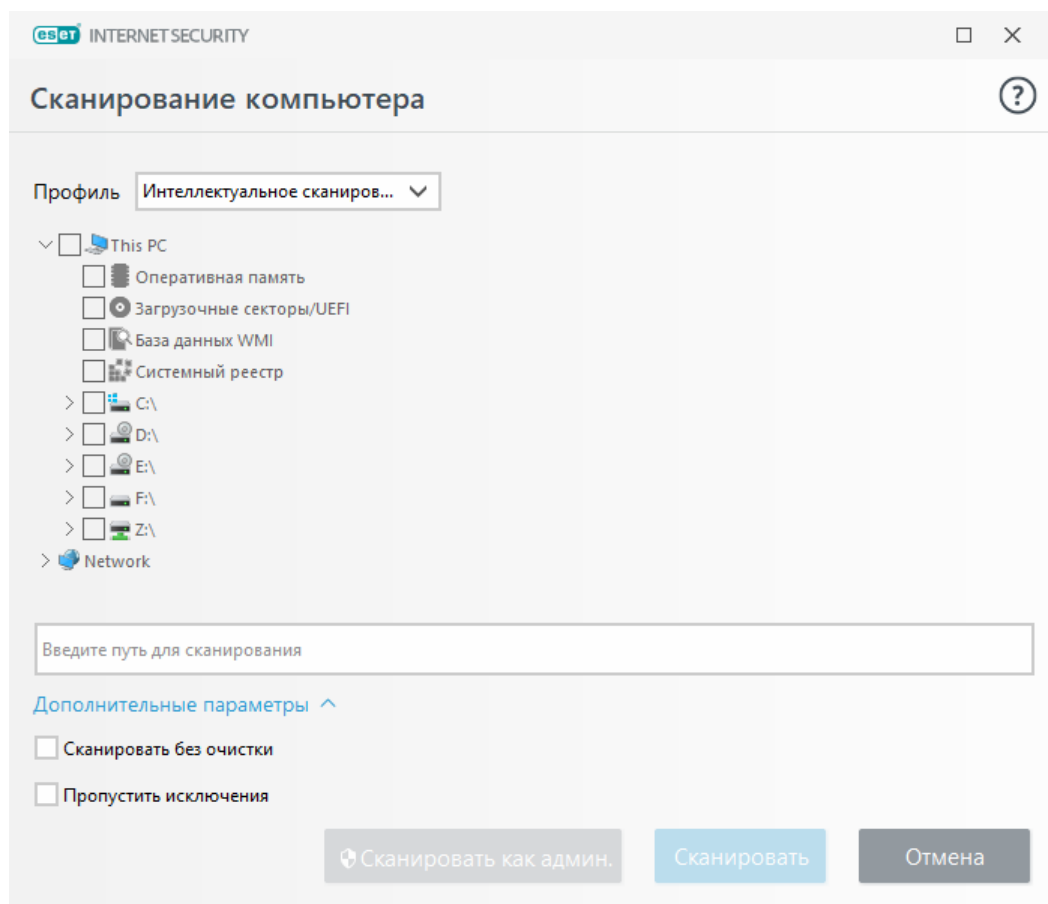 eset INTERNET SECURITY
Сканирование компьютера
?
Профиль Интеллектуальное сканиров...
This PC
Оперативная память
Загрузочные секторы/UEFI
База данных WMI
Системный реестр
C:\
D:\
E:\
F:\
Z:\
Network
Введите путь для сканирования
Дополнительные параметры
Сканировать без очистки
Пропустить исключения
Сканировать как админ. Сканировать Отмена